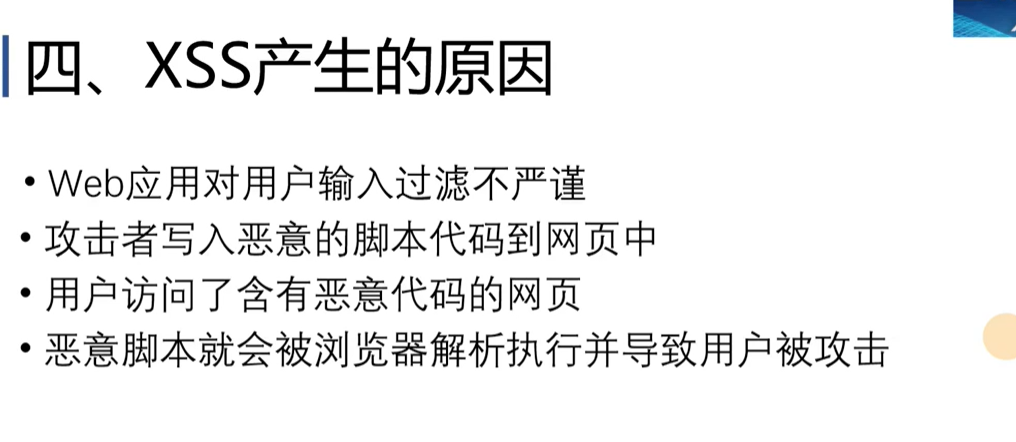 四、XSS产生的原因
• Web应用对用户输入过滤不严谨
• 攻击者写入恶意的脚本代码到网页中
• 用户访问了含有恶意代码的网页
• 恶意脚本就会被浏览器解析执行并导致用户被攻击